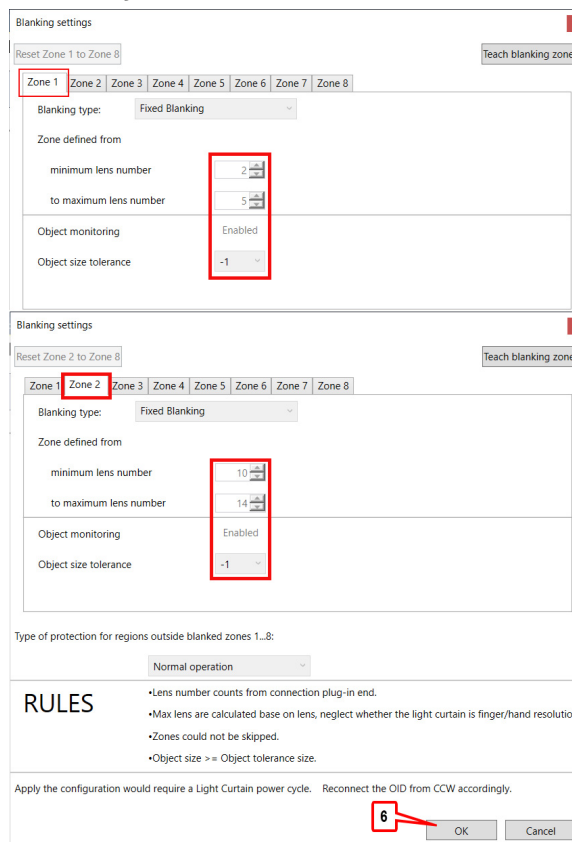 Blanking settings
Reset Zone 1 to Zone 8
Teach blanking zone
Zone 1 Zone 2 Zone 3 Zone 4 Zone 5 Zone 6 Zone 7 Zone 8
Blanking type: Fixed Blanking
Zone defined from
minimum lens number 2
to maximum lens number 5
Object monitoring Enabled
Object size tolerance -1
Blanking settings
Reset Zone 2 to Zone 8
Teach blanking zone
Zone 1 Zone 2 Zone 3 Zone 4 Zone 5 Zone 6 Zone 7 Zone 8
Blanking type: Fixed Blanking
Zone defined from
minimum lens number 10
to maximum lens number 14
Object monitoring Enabled
Object size tolerance -1
Type of protection for regions outside blanked zones 1...8:
Normal operation
RULES
•Lens number counts from connection plug-in end.
•Max lens are calculated base on lens, neglect whether the light curtain is finger/hand resolutio
•Zones could not be skipped.
•Object size >= Object tolerance size.
Apply the configuration would require a Light Curtain power cycle. Reconnect the OID from CCW accordingly.
6
OK Cancel